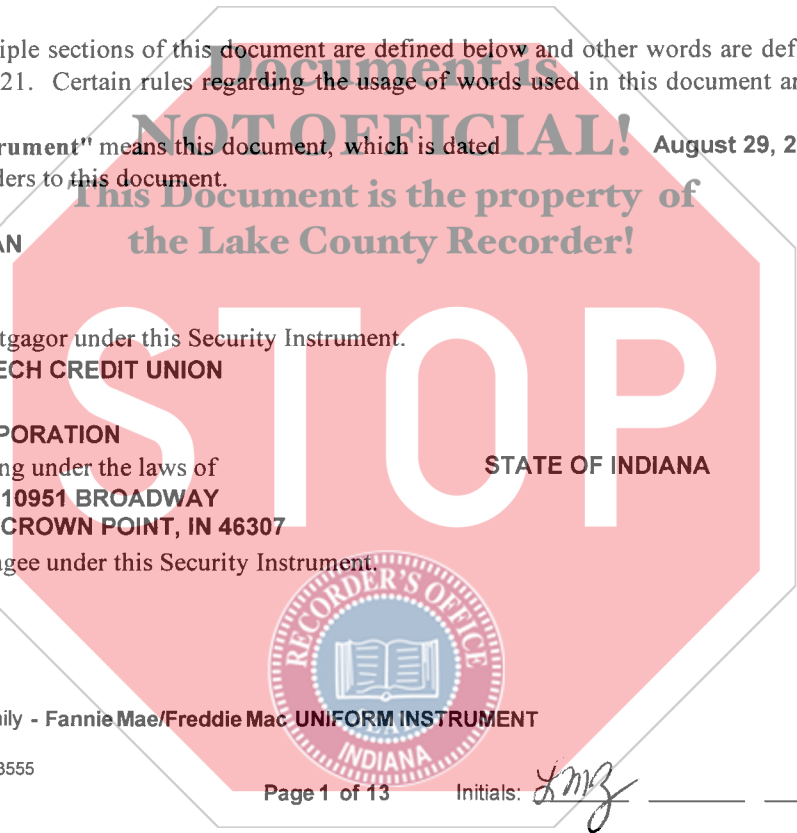 iple sections of this document are defined below and other words are def
Document is
21. Certain rules regarding the usage of words used in this document ar
NOT OFFICIAL!
rument" means this document, which is dated August 29, 2
ders to this document.
This Document is the property of
AN
the Lake County Recorder!
STOP
tgagor under this Security Instrument.
ECH CREDIT UNION
PORATION
ng under the laws of STATE OF INDIANA
10951 BROADWAY
CROWN POINT, IN 46307
agee under this Security Instrument.
RECORDER'S OFFICE
INDIANA
ily - Fannie Mae/Freddie Mac UNIFORM INSTRUMENT
3555
Page 1 of 13 Initials: LMZ